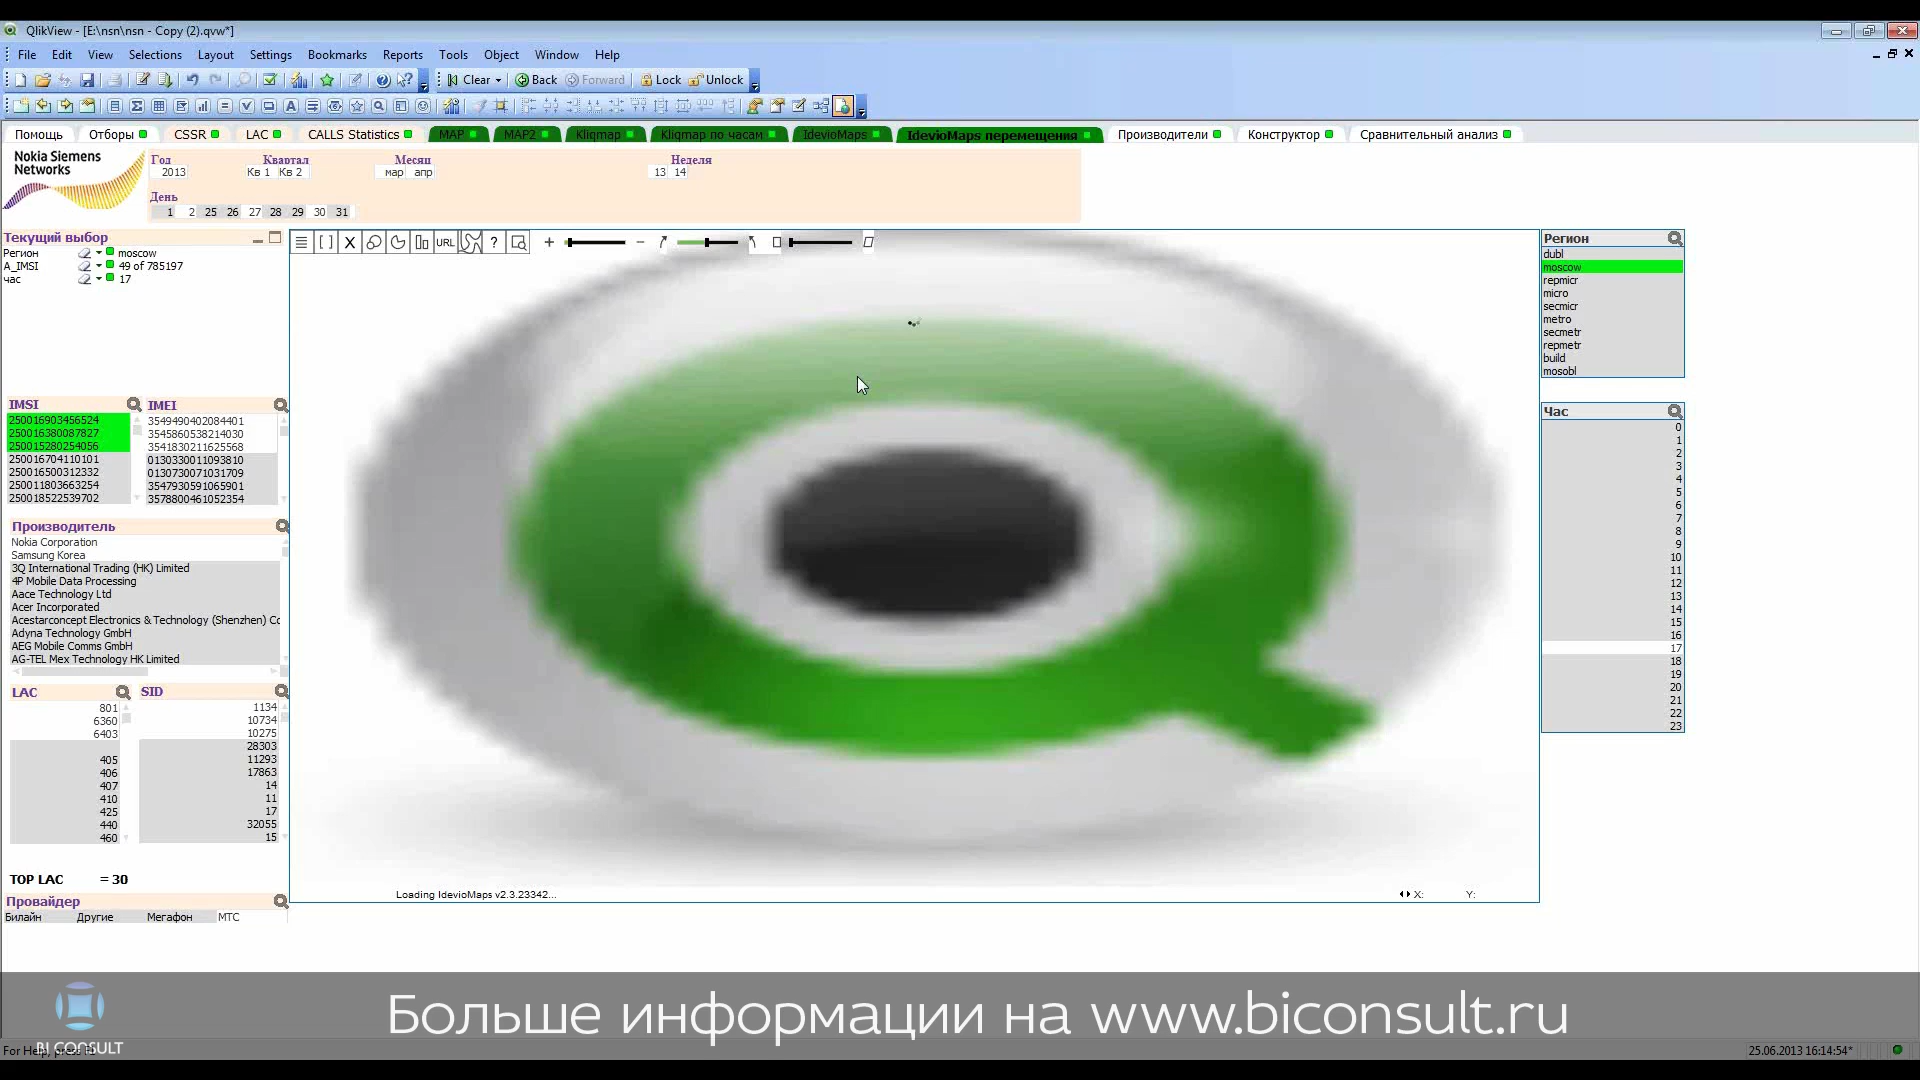 QlikView - [E:\nsn\nsn - Copy (2).qvw*]
File Edit View Selections Layout Settings Bookmarks Reports Tools Object Window Help
Clear Back Forward Lock Unlock
Помощь Отборы CSSR LAC CALLS Statistics MAP MAP2 Kliqmap Kliqmap по часам IdevioMaps IdevioMaps перемещения Производители Конструктор Сравнительный анализ
Nokia Siemens
Networks
Год Квартал Месяц Неделя
2013 Кв 1 Кв 2 мар апр 13 14
День
1 2 25 26 27 28 29 30 31
Текущий выбор
Регион moscow
A_IMSI 49 of 785197
час 17
URL ?
IMSI
250016903456524
250016380087827
250015280254056
250016704110101
250016500312332
250011803663254
250018522539702
IMEI
3549490402084401
3545860538214030
3541830211625568
0130330011093810
0130730071031709
3547930591065901
3578800461052354
Производитель
Nokia Corporation
Samsung Korea
3Q International Trading (HK) Limited
4P Mobile Data Processing
Aace Technology Ltd
Acer Incorporated
Acestarconcept Electronics & Technology (Shenzhen) Cc
Adyna Technology GmbH
AEG Mobile Comms GmbH
AG-TEL Mex Technology HK Limited
LAC
801
6360
6403
405
406
407
410
425
440
460
SID
1134
10734
10275
28303
11293
17863
14
11
17
32055
15
TOP LAC = 30
Провайдер
Билайн Другие Мегафон МТС
Loading IdevioMaps v2.3.23342...
X: Y:
Регион
dubl
moscow
repmicr
micro
secmicr
metro
secmetr
repmetr
build
mosobl
Час
0
1
2
3
4
5
6
7
8
9
10
11
12
13
14
15
16
17
18
19
20
21
22
23
Больше информации на www.biconsult.ru
BI CONSULT
For Help, press F1
25.06.2013 16:14:54*